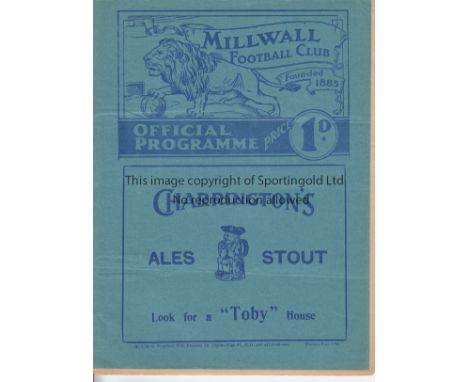 MILLWALL
FOOTBALL CLUB
Founded
1885
OFFICIAL
PROGRAMME
PRICE
1D.
This image copyright of Sportingold Ltd
CHARRINGTON'S
No reproduction allowed
ALES STOUT
Look for a "Toby" House